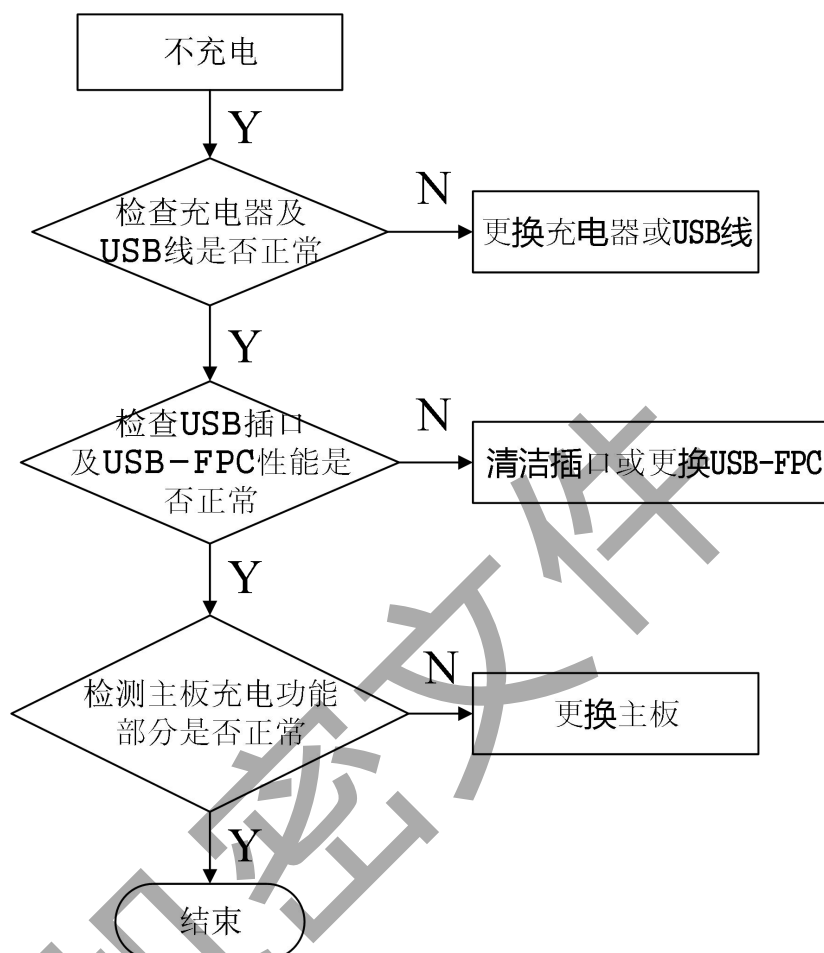 不充电
Y
检查充电器及
USB线是否正常
N
更换充电器或USB线
Y
检查USB插口
及USB-FPC性能是
否正常
N
清洁插口或更换USB-FPC
Y
检测主板充电功能
部分是否正常
N
更换主板
Y
结束
机密文件